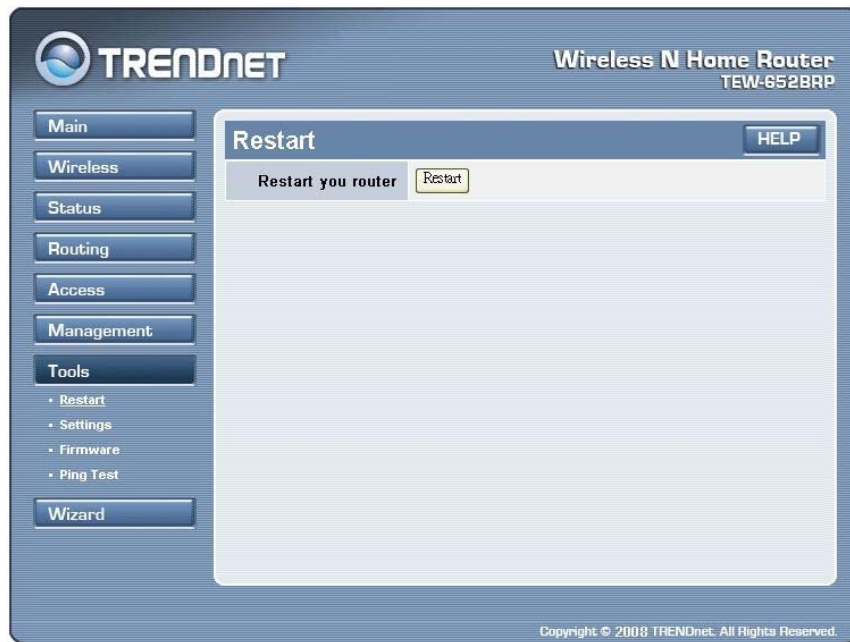 TRENDNET
Wireless N Home Router
TEW-652BRP
Main
Wireless
Status
Routing
Access
Management
Tools
• Restart
• Settings
• Firmware
• Ping Test
Wizard
Restart
HELP
Restart you router
Restart
Copyright © 2008 TRENDnet. All Rights Reserved.